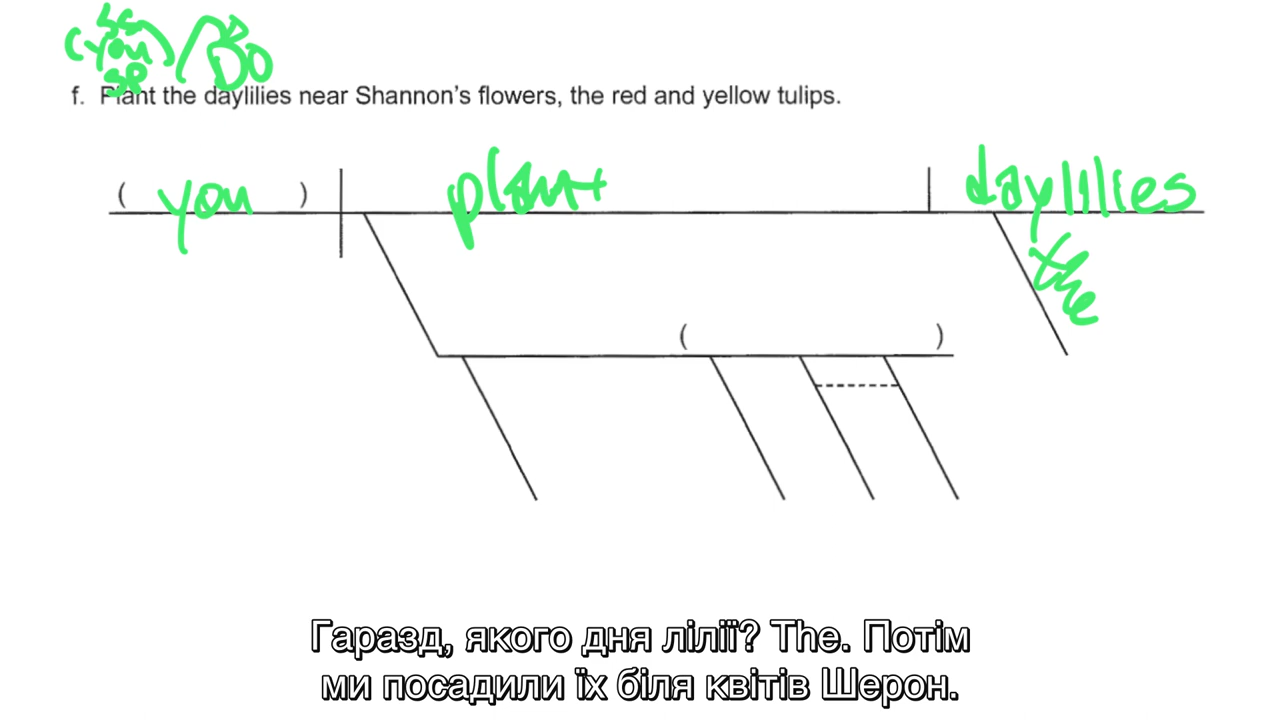 SC
(you) / DO
SP
f. Plant the daylilies near Shannon's flowers, the red and yellow tulips.
( you ) plant daylilies
the
( )
Гаразд, якого дня лілії? The. Потім
ми посадили їх біля квітів Шерон.